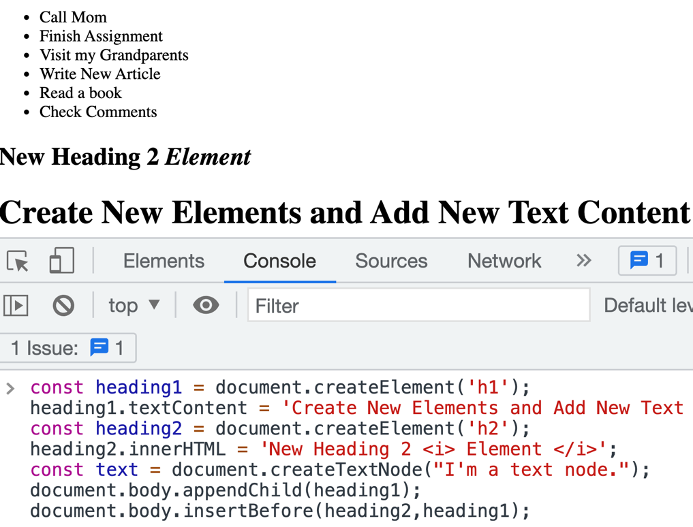 Call Mom
Finish Assignment
Visit my Grandparents
Write New Article
Read a book
Check Comments
New Heading 2 Element
Create New Elements and Add New Text Content
Elements Console Sources Network » 1
top ▼ Filter Default lev
1 Issue: 1
> const heading1 = document.createElement('h1');
heading1.textContent = 'Create New Elements and Add New Text
const heading2 = document.createElement('h2');
heading2.innerHTML = 'New Heading 2 <i> Element </i>';
const text = document.createTextNode("I'm a text node.");
document.body.appendChild(heading1);
document.body.insertBefore(heading2,heading1);